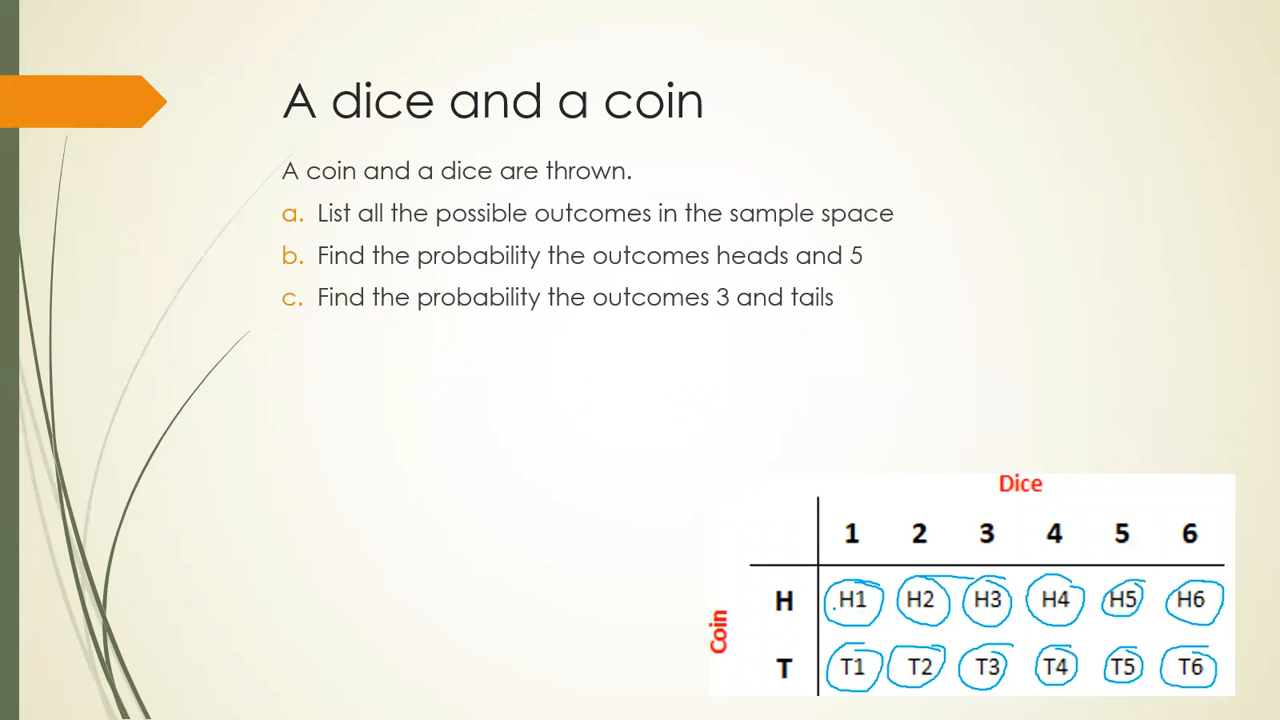 A dice and a coin
A coin and a dice are thrown.
a. List all the possible outcomes in the sample space
b. Find the probability the outcomes heads and 5
c. Find the probability the outcomes 3 and tails
Dice
1 2 3 4 5 6
Coin
H H1 H2 H3 H4 H5 H6
T T1 T2 T3 T4 T5 T6